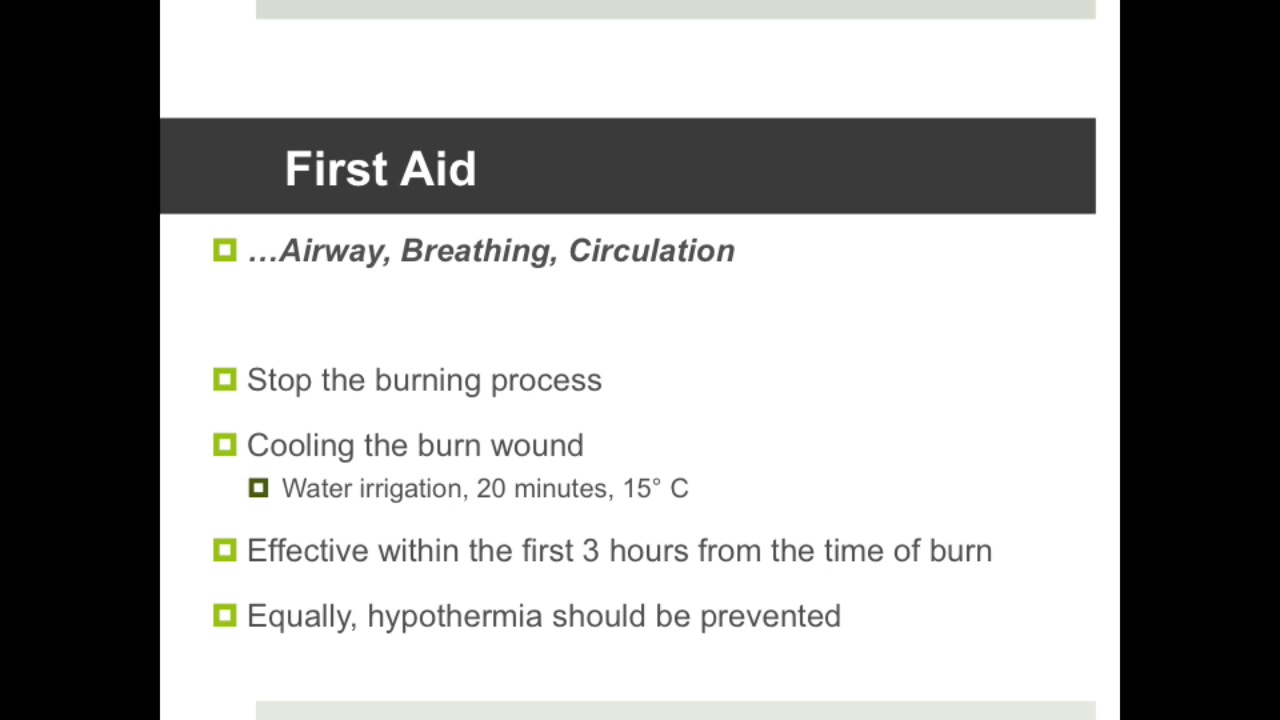 First Aid
…Airway, Breathing, Circulation
Stop the burning process
Cooling the burn wound
Water irrigation, 20 minutes, 15° C
Effective within the first 3 hours from the time of burn
Equally, hypothermia should be prevented